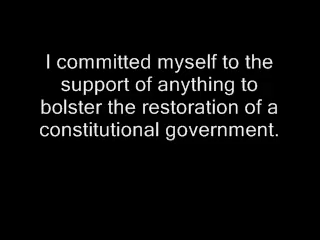 I committed myself to the
support of anything to
bolster the restoration of a
constitutional government.